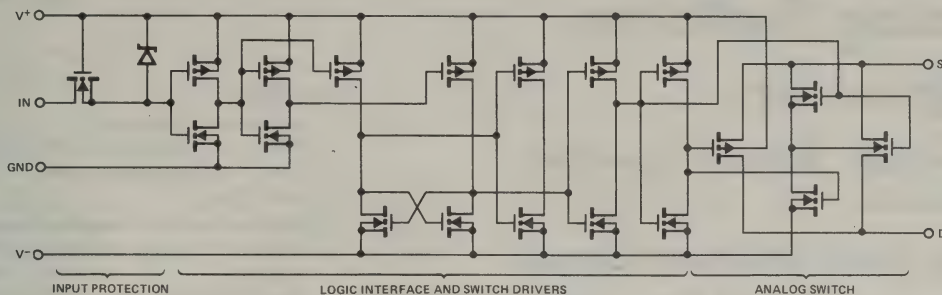 V+
S
IN
GND
V-
D
INPUT PROTECTION
LOGIC INTERFACE AND SWITCH DRIVERS
ANALOG SWITCH